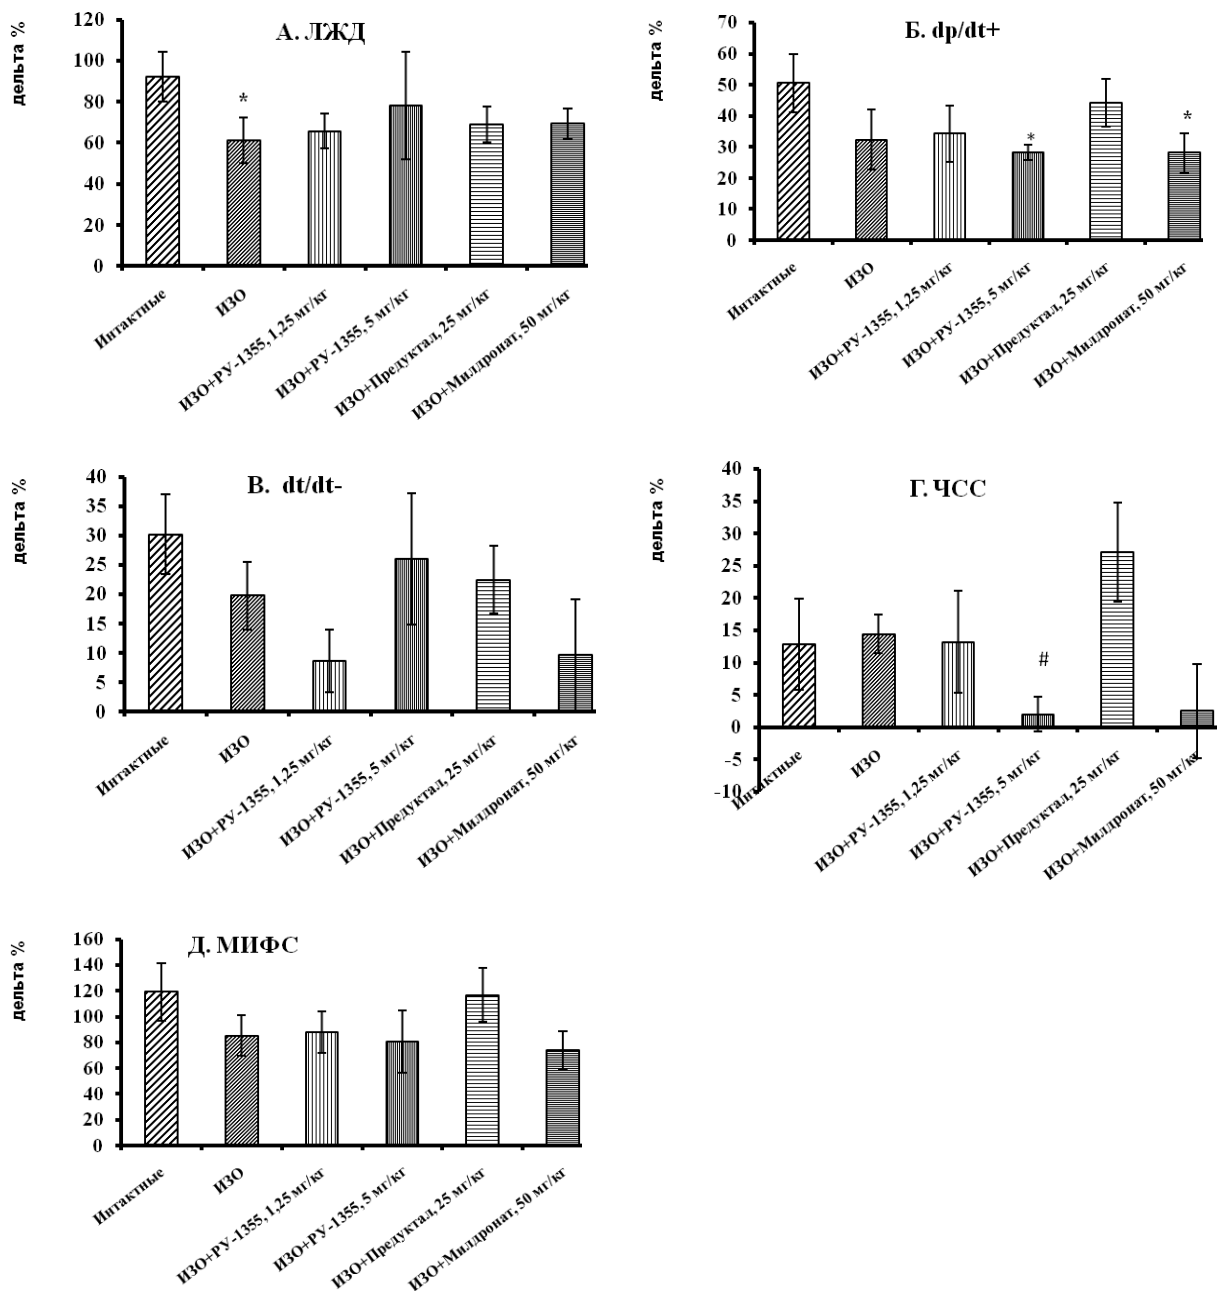 А. ЛЖД
дельта %
120
100
80
60
40
20
0
*
Интактные
ИЗО
ИЗО+РУ-1355, 1,25 мг/кг
ИЗО+РУ-1355, 5 мг/кг
ИЗО+Предуктал, 25 мг/кг
ИЗО+Милдронат, 50 мг/кг
Б. dp/dt+
дельта %
70
60
50
40
30
20
10
0
*
*
Интактные
ИЗО
ИЗО+РУ-1355, 1,25 мг/кг
ИЗО+РУ-1355, 5 мг/кг
ИЗО+Предуктал, 25 мг/кг
ИЗО+Милдронат, 50 мг/кг
В. dt/dt-
дельта %
40
35
30
25
20
15
10
5
0
Интактные
ИЗО
ИЗО+РУ-1355, 1,25 мг/кг
ИЗО+РУ-1355, 5 мг/кг
ИЗО+Предуктал, 25 мг/кг
ИЗО+Милдронат, 50 мг/кг
Г. ЧСС
дельта %
40
35
30
25
20
15
10
5
0
-5
-10
#
Интактные
ИЗО
ИЗО+РУ-1355, 1,25 мг/кг
ИЗО+РУ-1355, 5 мг/кг
ИЗО+Предуктал, 25 мг/кг
ИЗО+Милдронат, 50 мг/кг
Д. МИФС
дельта %
160
140
120
100
80
60
40
20
0
Интактные
ИЗО
ИЗО+РУ-1355, 1,25 мг/кг
ИЗО+РУ-1355, 5 мг/кг
ИЗО+Предуктал, 25 мг/кг
ИЗО+Милдронат, 50 мг/кг